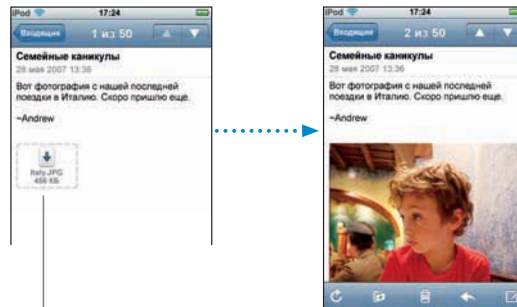 iPod 17:24
Входящие 1 из 50
Семейные каникулы
28 мая 2007 13:36
Вот фотография с нашей последней
поездки в Италию. Скоро пришлю еще.
~Andrew
Italy.JPG
456 КБ
iPod 17:24
Входящие 2 из 50
Семейные каникулы
28 мая 2007 13:36
Вот фотография с нашей последней
поездки в Италию. Скоро пришлю еще.
~Andrew